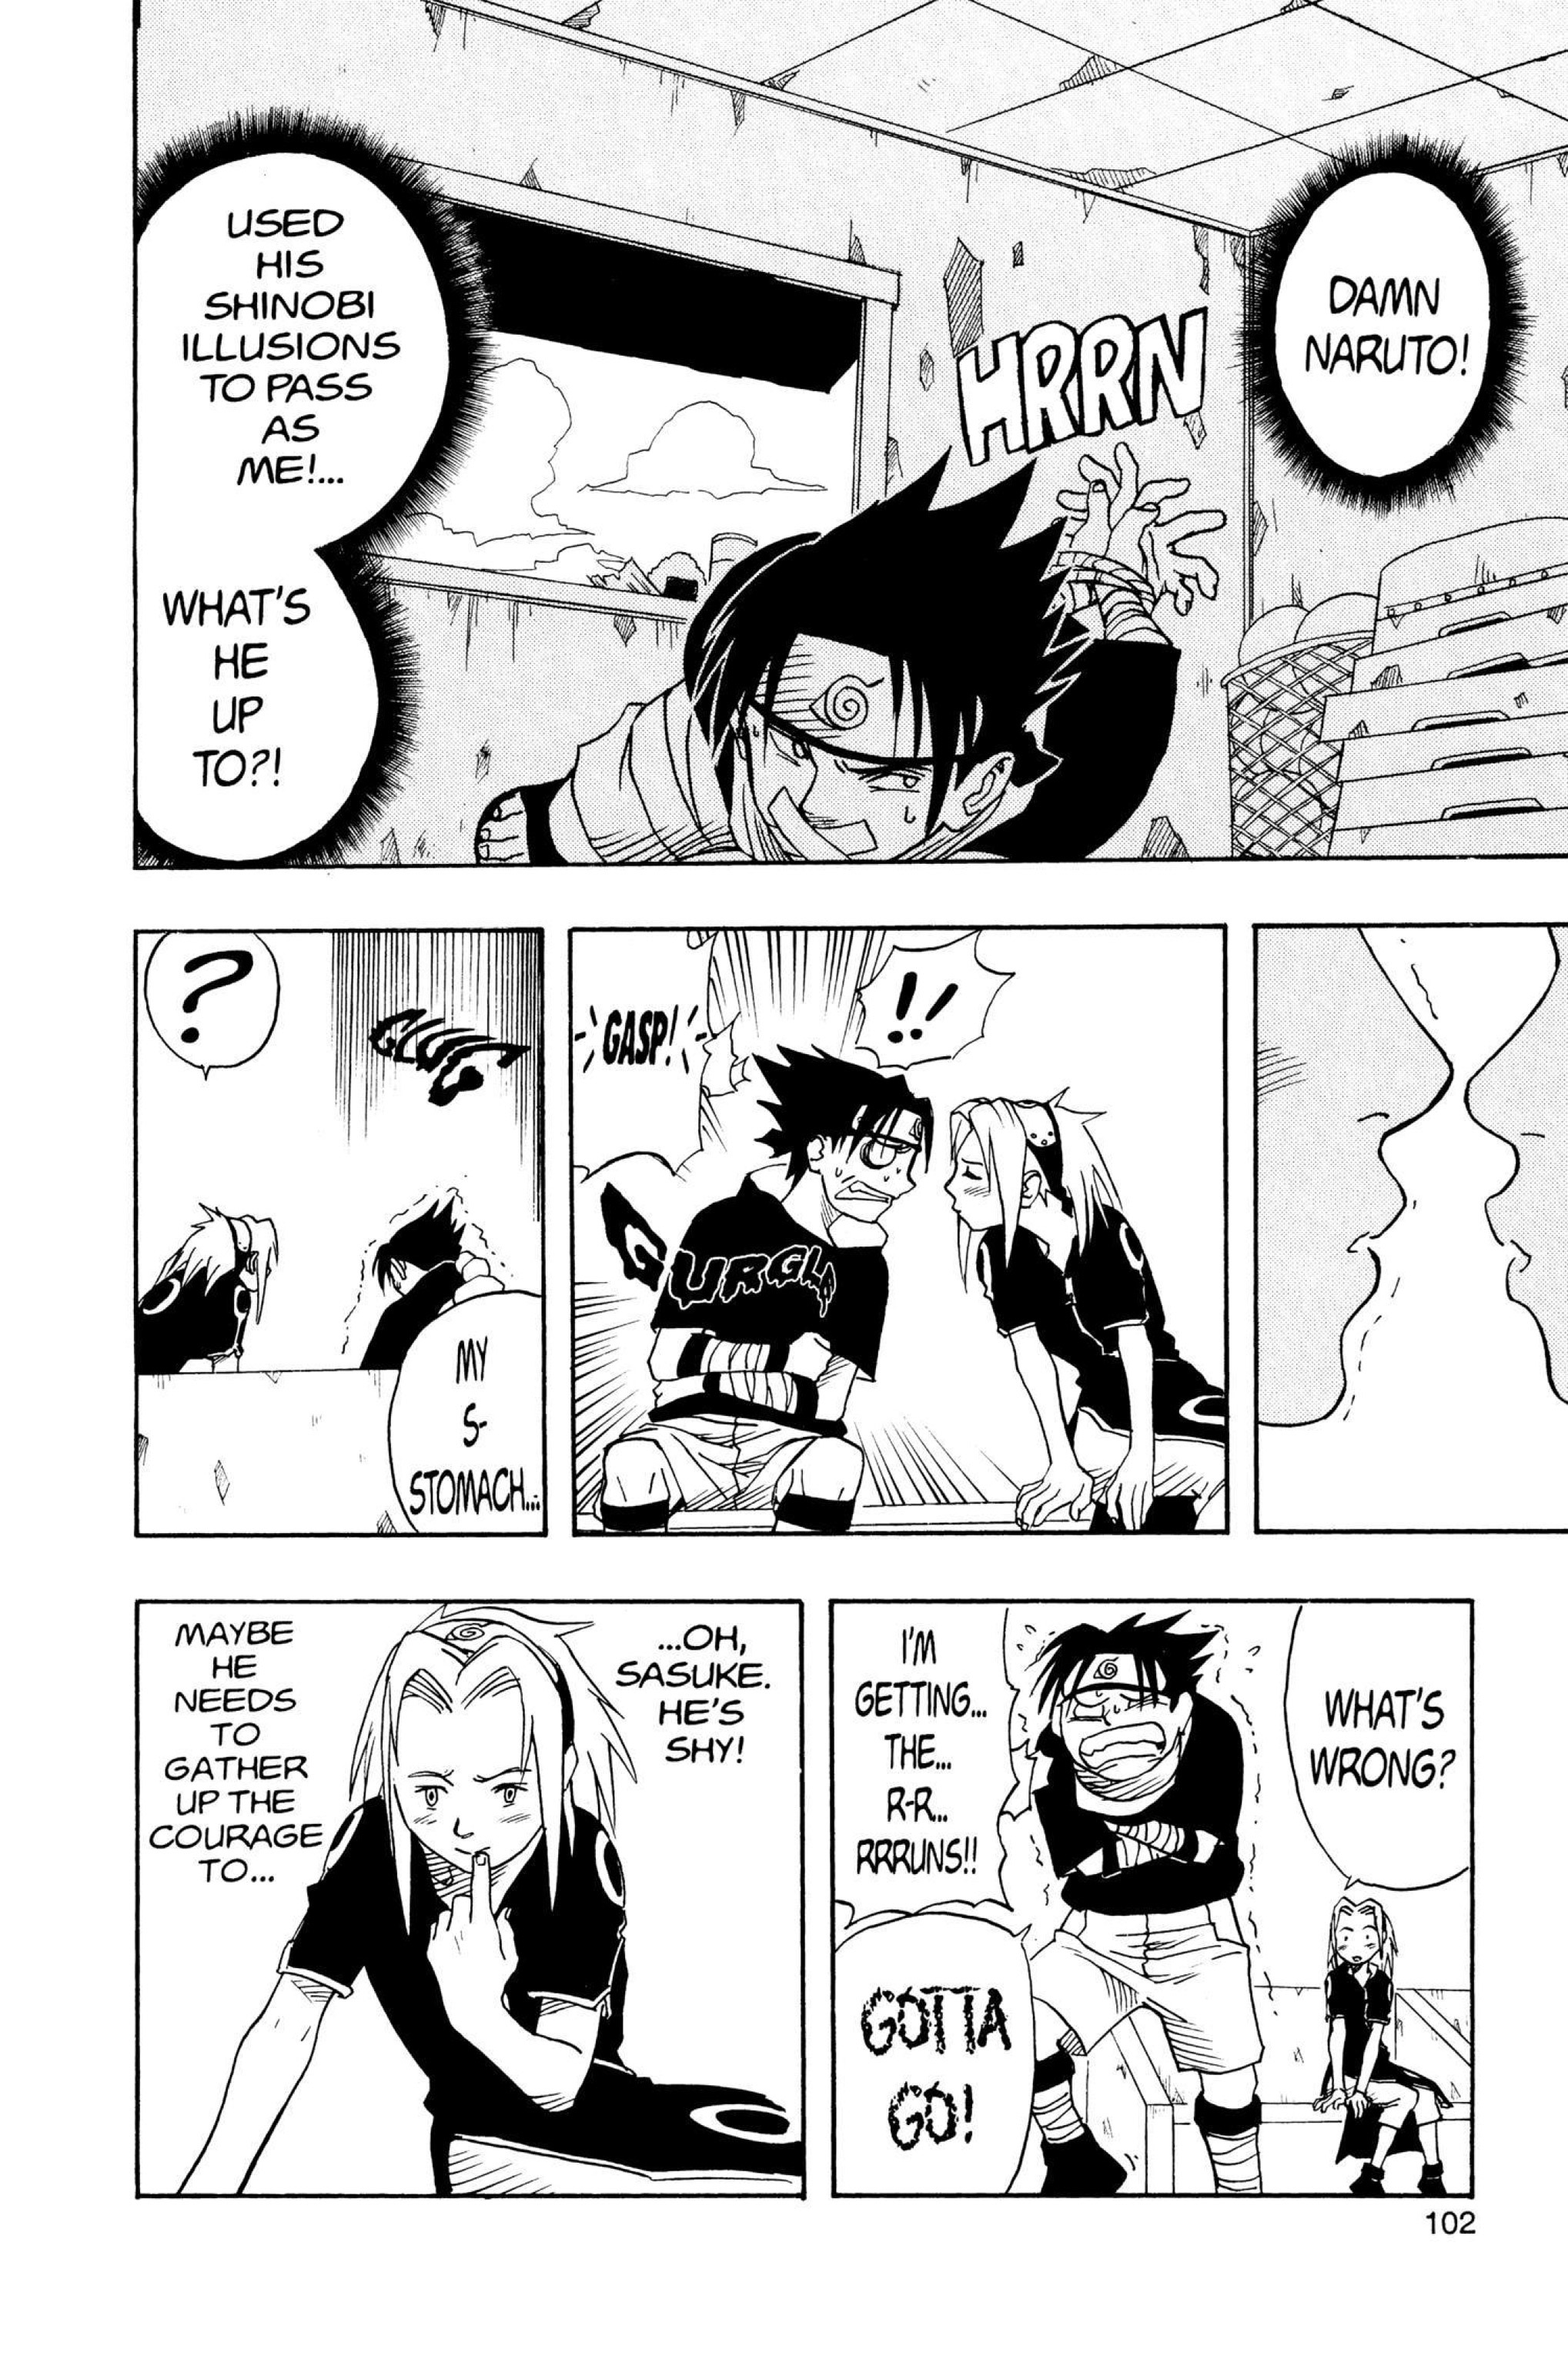 DAMN
NARUTO!
HRRN
USED
HIS
SHINOBI
ILLUSIONS
TO PASS
AS
ME!...
WHAT'S
HE
UP
TO?!
!!
GASP!
GURGL
?
GLUG
MY
S-
STOMACH...
WHAT'S
WRONG?
I'M
GETTING...
THE...
R-R...
RRRUNS!!
GOTTA
GO!
...OH,
SASUKE.
HE'S
SHY!
MAYBE
HE
NEEDS
TO
GATHER
UP THE
COURAGE
TO...
102